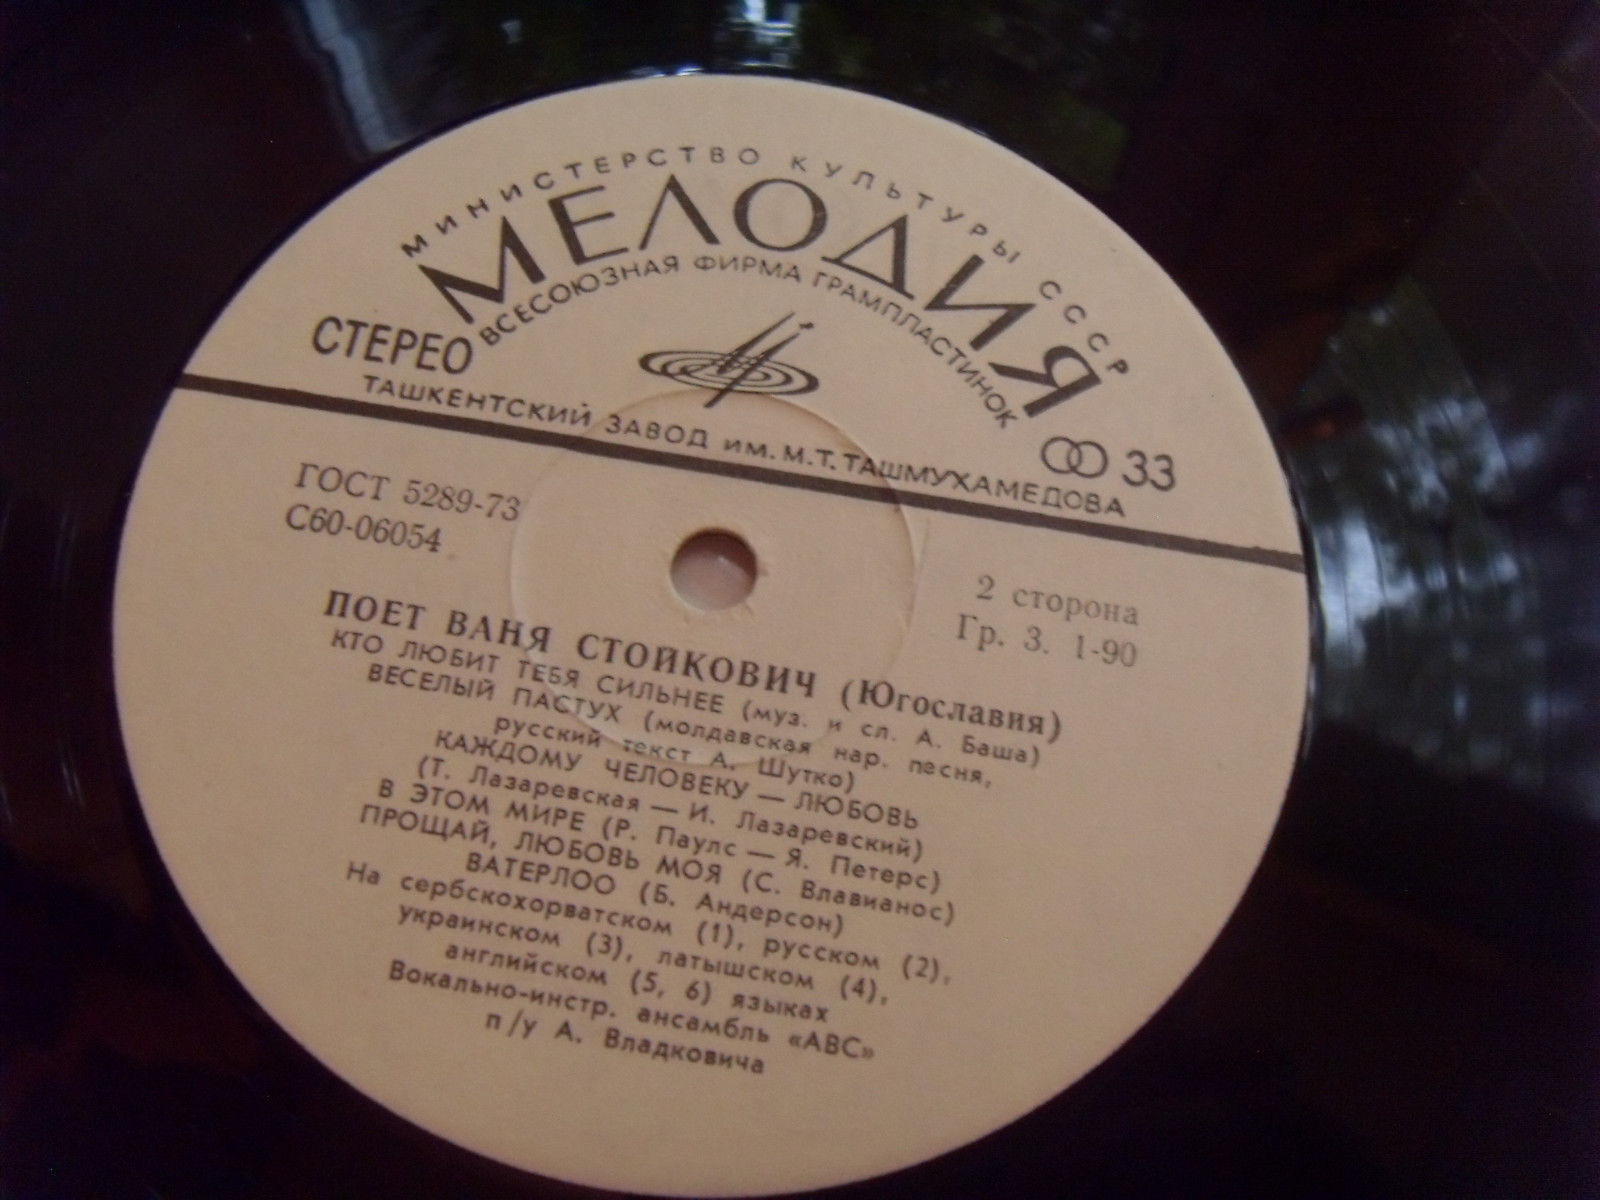 МИНИСТЕРСТВО КУЛЬТУРЫ СССР
МЕЛОДИЯ
ВСЕСОЮЗНАЯ ФИРМА ГРАМПЛАСТИНОК
СТЕРЕО
33
ТАШКЕНТСКИЙ ЗАВОД ИМ. М.Т. ТАШМУХАМЕДОВА
ГОСТ 5289-73
С60-06054
2 сторона
Гр. 3. 1-90
ПОЕТ ВАНЯ СТОЙКОВИЧ (Югославия)
КТО ЛЮБИТ ТЕБЯ СИЛЬНЕЕ (муз. и сл. А. Баша)
ВЕСЕЛЫЙ ПАСТУХ (молдавская нар. песня,
русский текст А. Шутко)
КАЖДОМУ ЧЕЛОВЕКУ — ЛЮБОВЬ
(Т. Лазаревская — И. Лазаревский)
В ЭТОМ МИРЕ (Р. Паулс — Я. Петерс)
ПРОЩАЙ, ЛЮБОВЬ МОЯ (С. Влавианос)
ВАТЕРЛОО (Б. Андерсон)
На сербскохорватском (1), русском (2),
украинском (3), латышском (4),
английском (5, 6) языках
Вокально-инстр. ансамбль «АВС»
п/у А. Владковича